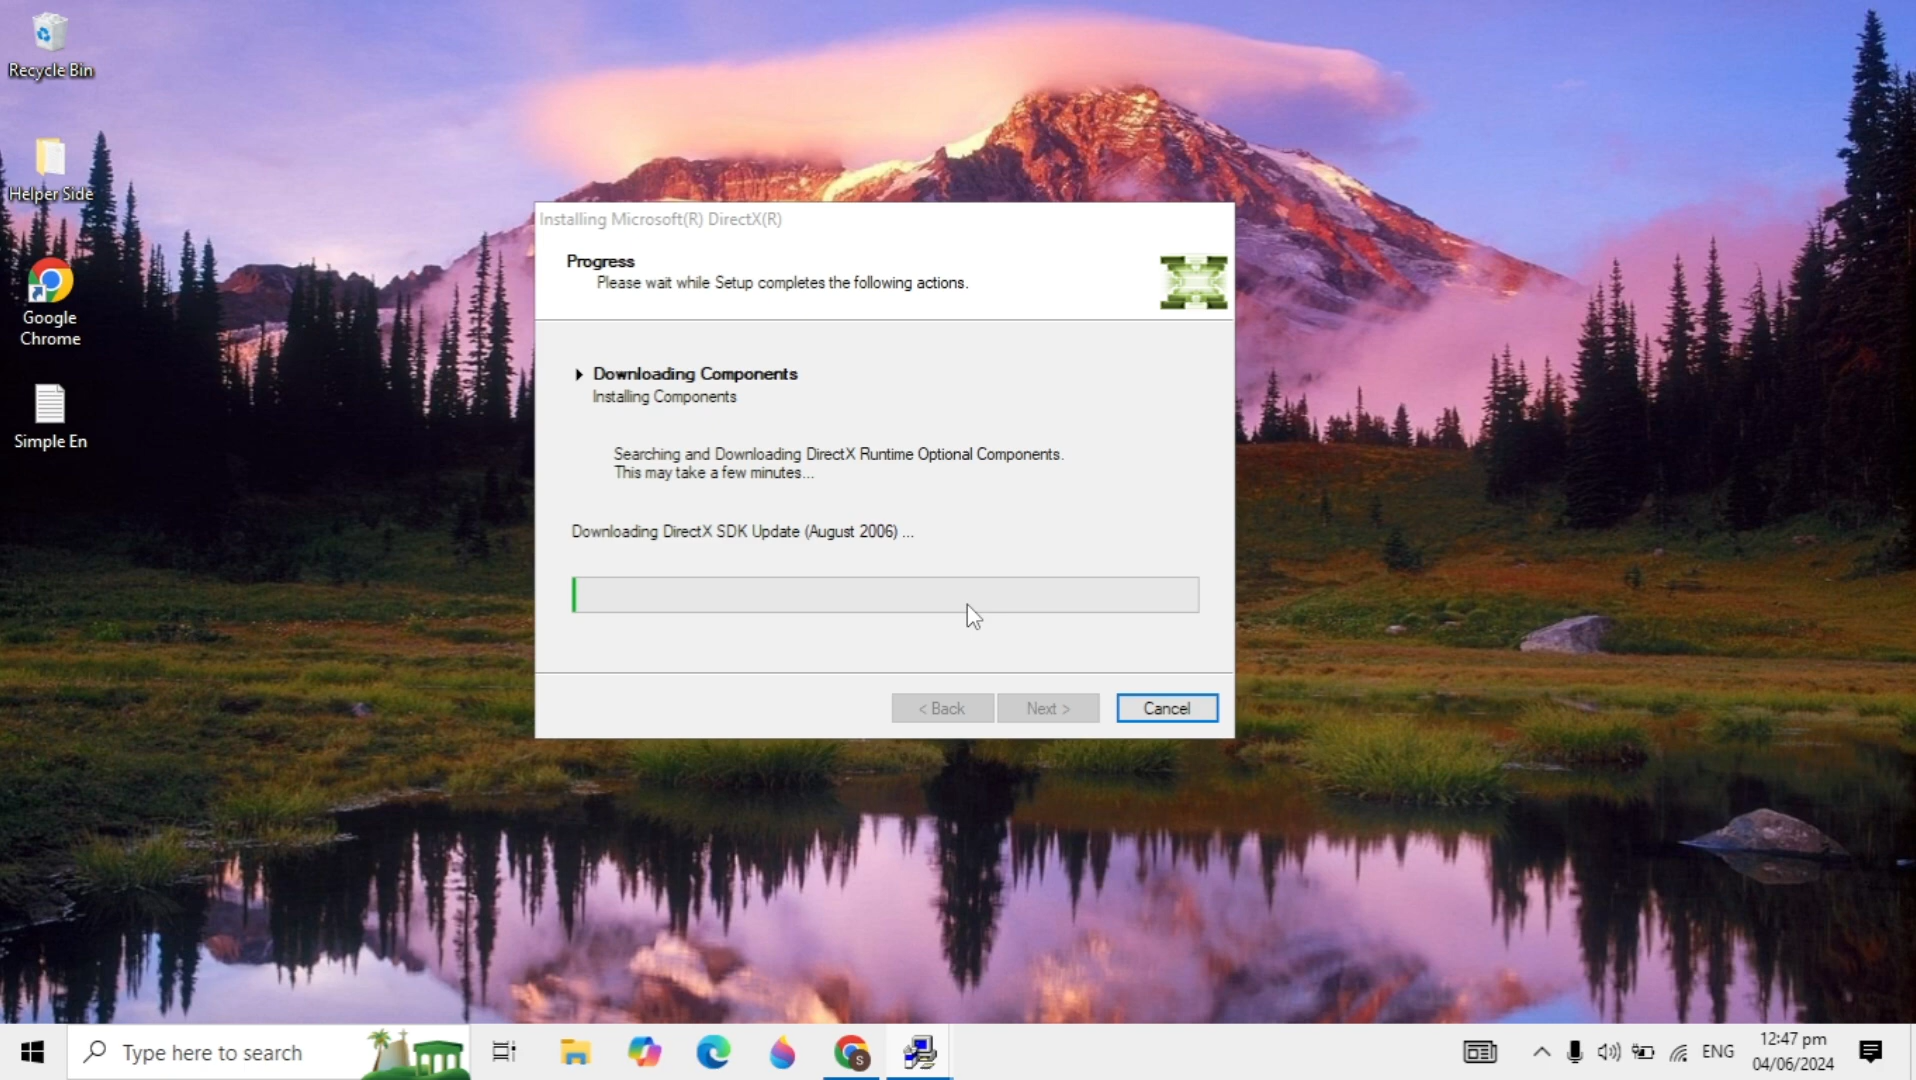 Recycle Bin
Helper Side
Google
Chrome
Simple En
Installing Microsoft(R) DirectX(R)
Progress
Please wait while Setup completes the following actions.
Downloading Components
Installing Components
Searching and Downloading DirectX Runtime Optional Components.
This may take a few minutes...
Downloading DirectX SDK Update (August 2006) ...
< Back
Next >
Cancel
Type here to search
S
ENG
12:47 pm
04/06/2024